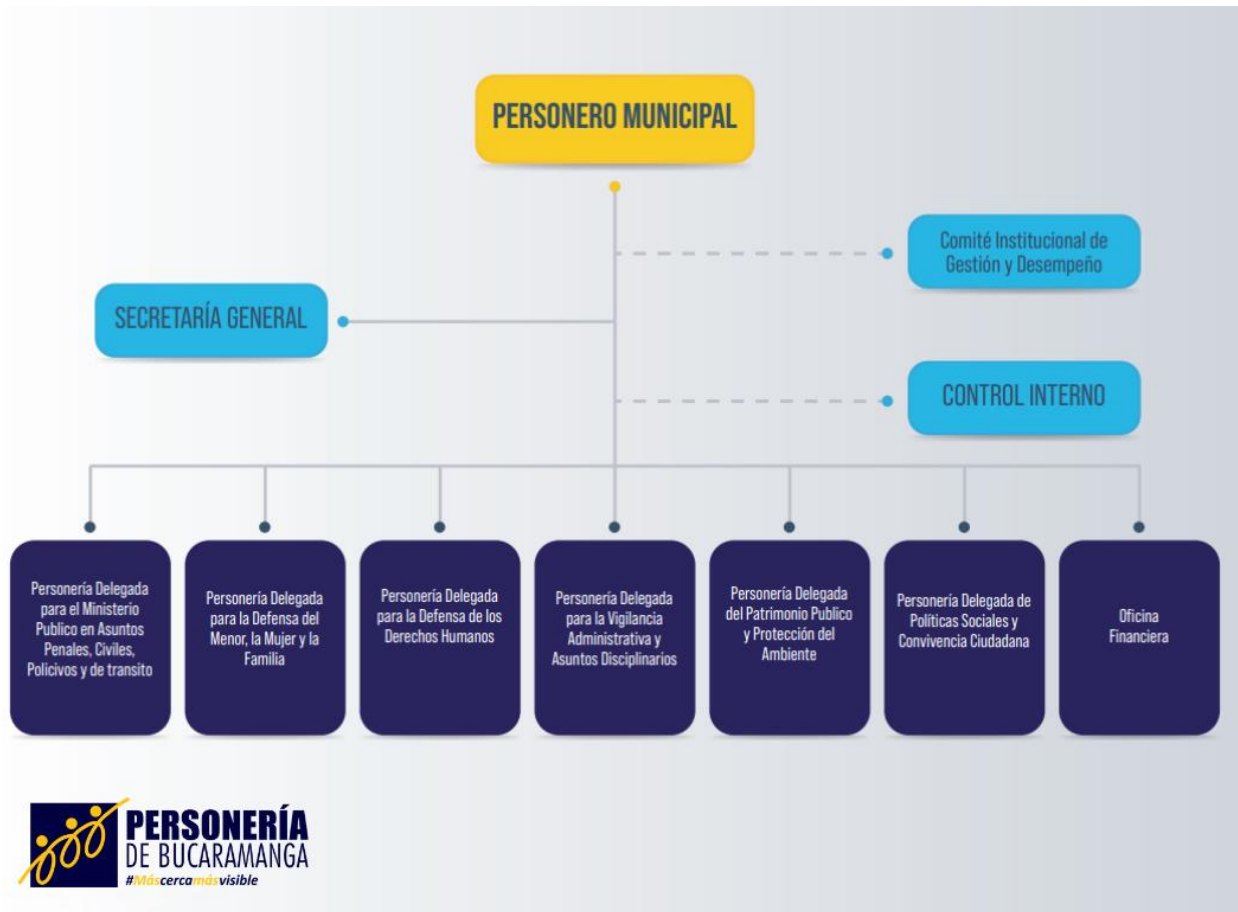 PERSONERO MUNICIPAL
Comité Institucional de
Gestión y Desempeño
SECRETARÍA GENERAL
CONTROL INTERNO
Personería Delegada
para el Ministerio
Publico en Asuntos
Penales, Civiles,
Policivos y de transito
Personería Delegada
para la Defensa del
Menor, la Mujer y la
Familia
Personería Delegada
para la Defensa de los
Derechos Humanos
Personería Delegada
para la Vigilancia
Administrativa y
Asuntos Disciplinarios
Personería Delegada
del Patrimonio Publico
y Protección del
Ambiente
Personería Delegada de
Políticas Sociales y
Convivencia Ciudadana
Oficina
Financiera
PERSONERÍA
DE BUCARAMANGA
#Máscercamásvisible